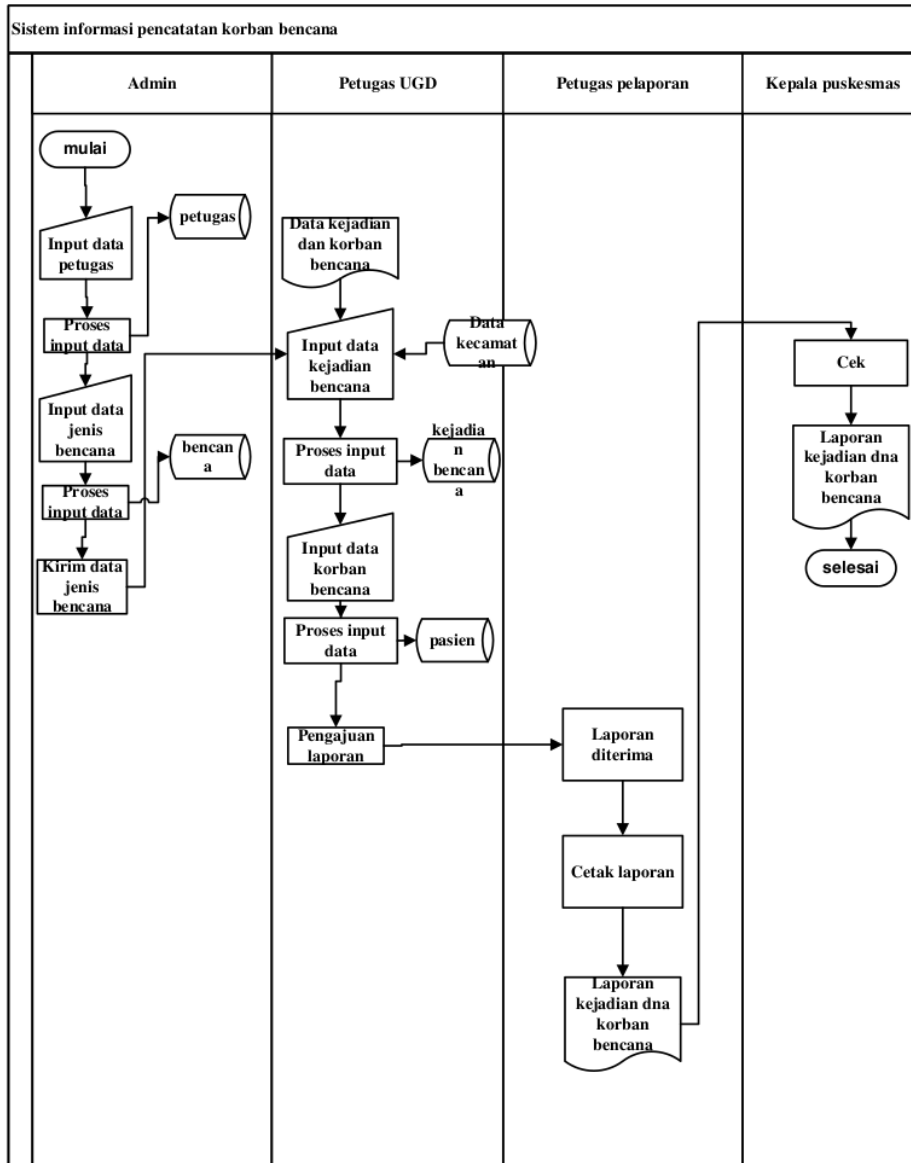 Sistem informasi pencatatan korban bencana
Admin
Petugas UGD
Petugas pelaporan
Kepala puskesmas
mulai
petugas
Input data
petugas
Proses
input data
Input data
jenis
bencana
bencan
a
Proses
input data
Kirim data
jenis
bencana
Data kejadian
dan korban
bencana
Input data
kejadian
bencana
Data
kecamat
an
Proses input
data
kejadia
n
bencan
a
Input data
korban
bencana
Proses input
data
pasien
Pengajuan
laporan
Laporan
diterima
Cetak laporan
Laporan
kejadian dna
korban
bencana
Cek
Laporan
kejadian dna
korban
bencana
selesai